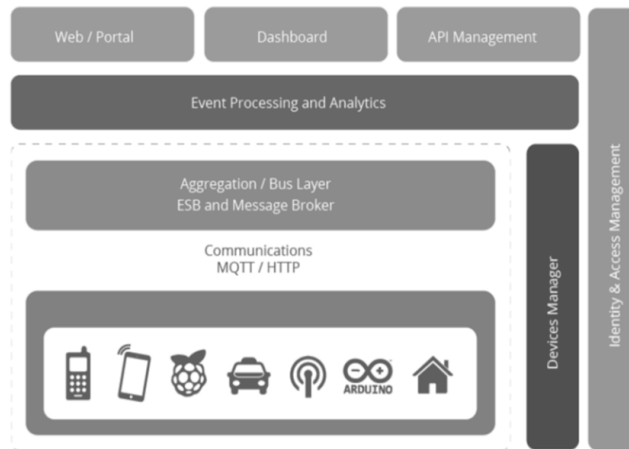 Web / Portal
Dashboard
API Management
Event Processing and Analytics
Aggregation / Bus Layer
ESB and Message Broker
Communications
MQTT / HTTP
ARDUINO
Devices Manager
Identity & Access Management